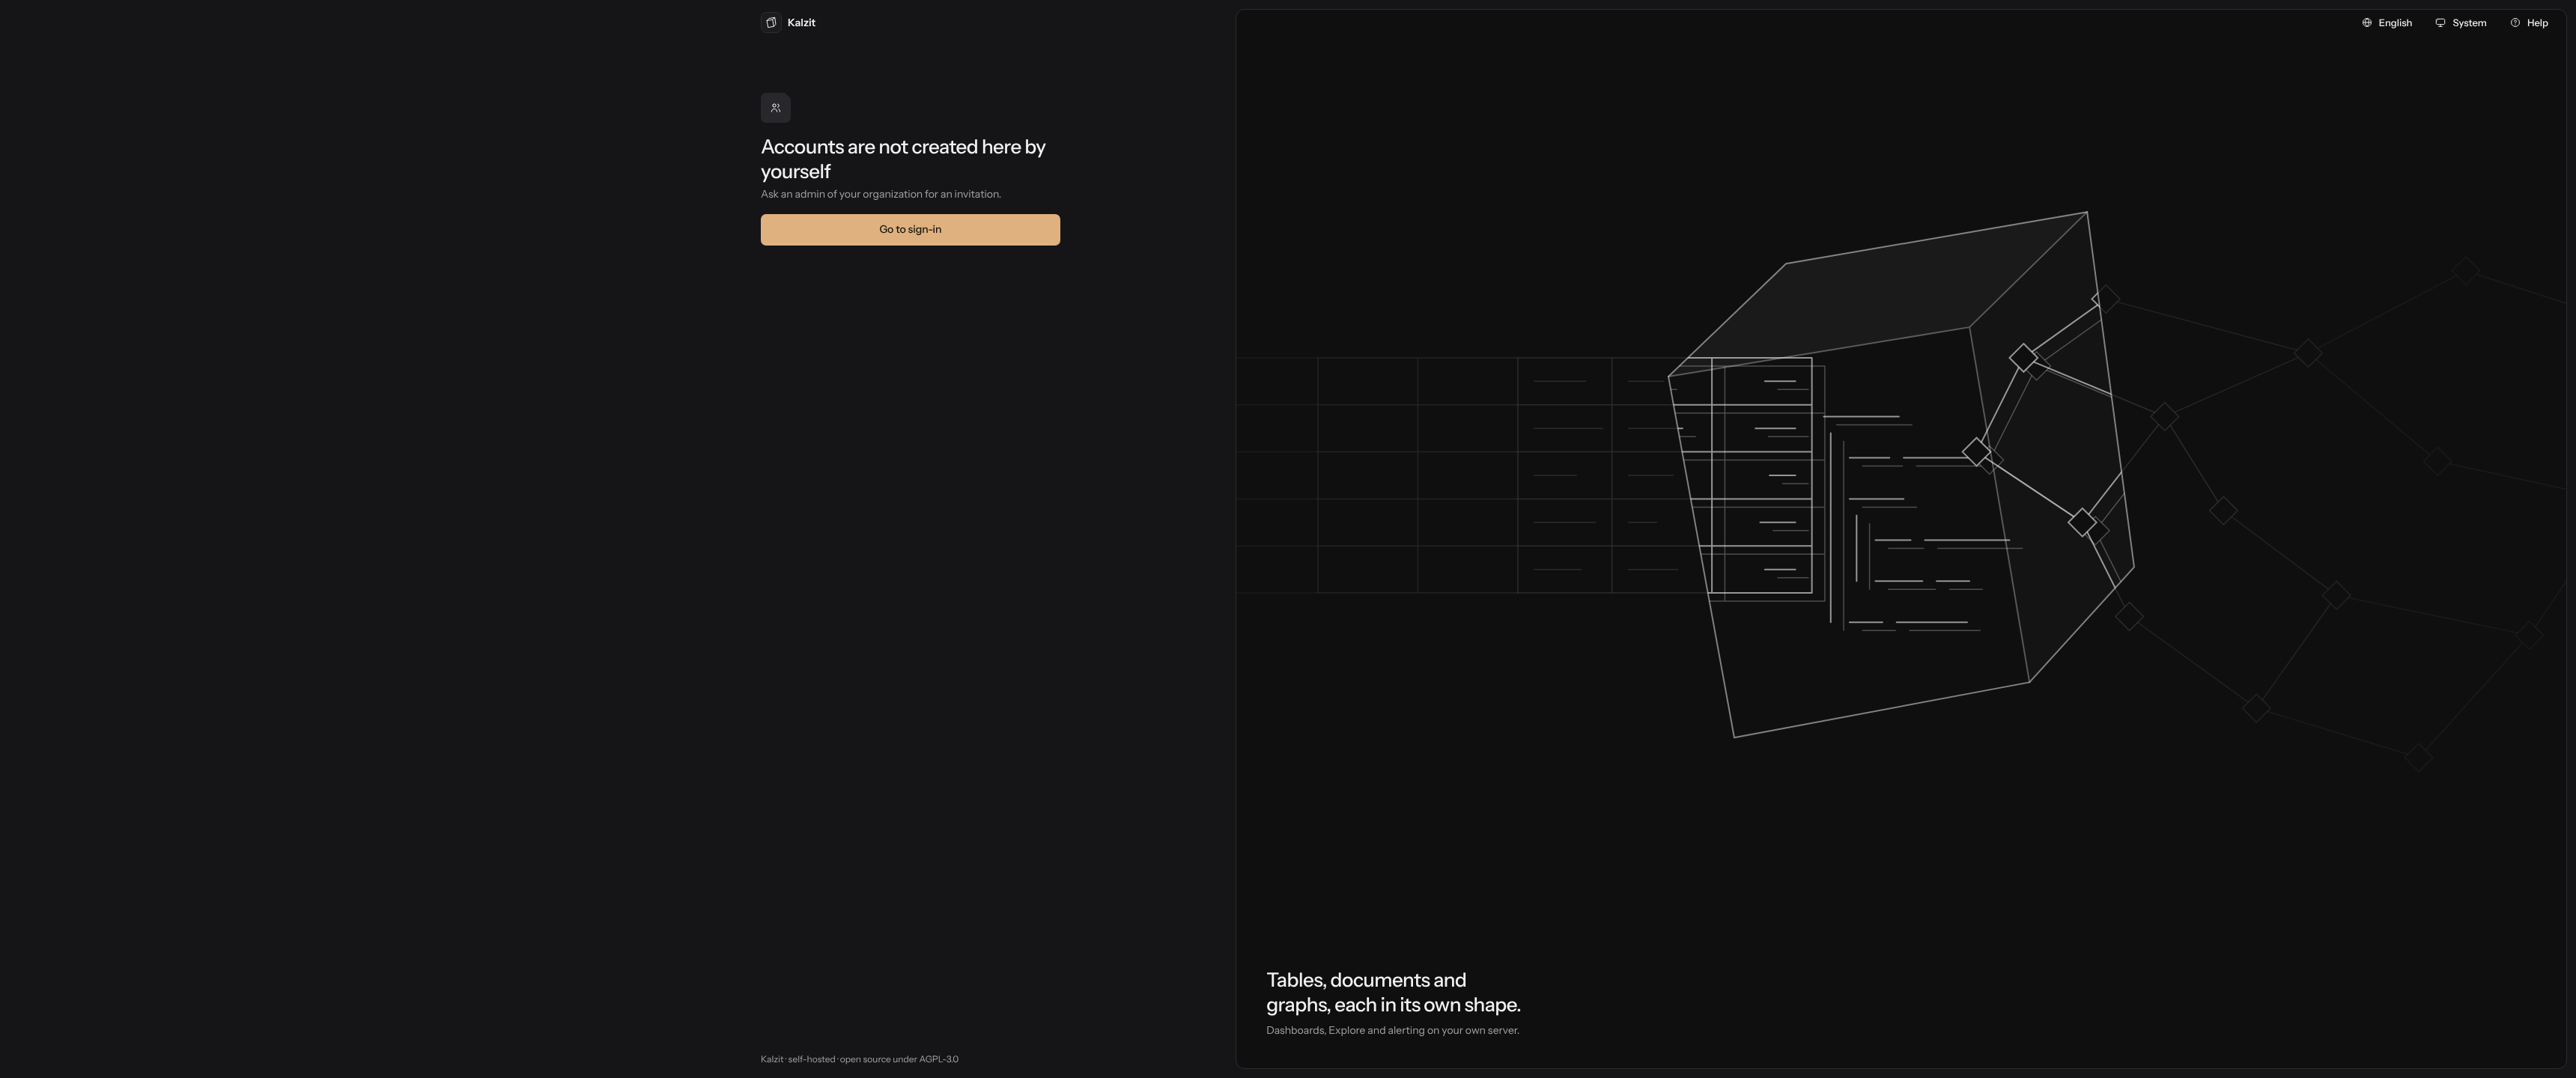 Kalzit
English
System
Help
Accounts are not created here by
yourself
Ask an admin of your organization for an invitation.
Go to sign-in
Tables, documents and
graphs, each in its own shape.
Dashboards, Explore and alerting on your own server.
Kalzit · self-hosted · open source under AGPL-3.0